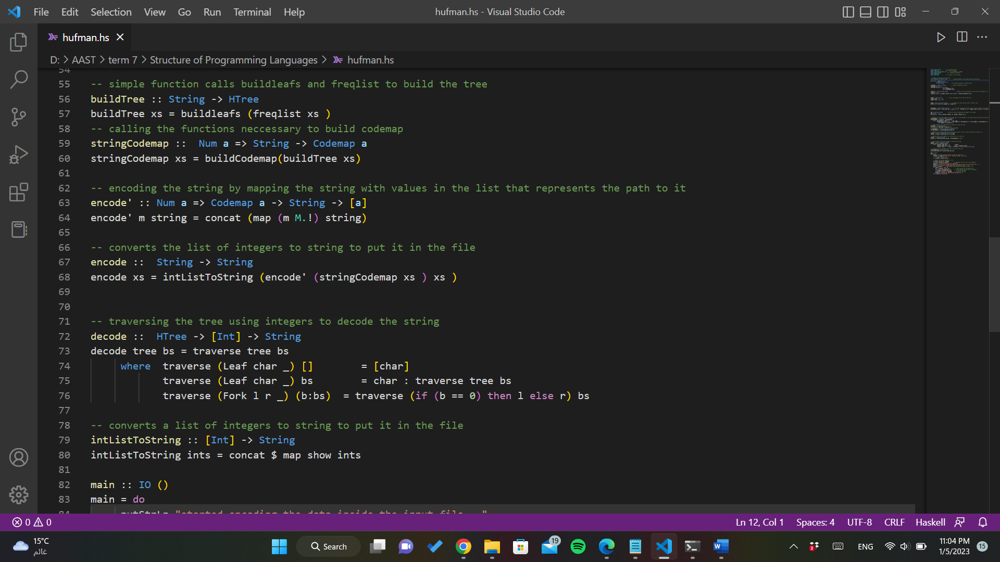 File Edit Selection View Go Run Terminal Help
hufman.hs - Visual Studio Code
hufman.hs
D: > AAST > term 7 > Structure of Programming Languages > hufman.hs
54
55 -- simple function calls buildleafs and freqlist to build the tree
56 buildTree :: String -> HTree
57 buildTree xs = buildleafs (freqlist xs )
58 -- calling the functions neccessary to build codemap
59 stringCodemap ::  Num a => String -> Codemap a
60 stringCodemap xs = buildCodemap(buildTree xs)
61
62 -- encoding the string by mapping the string with values in the list that represents the path to it
63 encode' :: Num a => Codemap a -> String -> [a]
64 encode' m string = concat (map (m M.!) string)
65
66 -- converts the list of integers to string to put it in the file
67 encode ::  String -> String
68 encode xs = intListToString (encode' (stringCodemap xs ) xs )
69
70
71 -- traversing the tree using integers to decode the string
72 decode ::  HTree -> [Int] -> String
73 decode tree bs = traverse tree bs
74      where  traverse (Leaf char _) []        = [char]
75             traverse (Leaf char _) bs        = char : traverse tree bs
76             traverse (Fork l r _) (b:bs)  = traverse (if (b == 0) then l else r) bs
77
78 -- converts a list of integers to string to put it in the file
79 intListToString :: [Int] -> String
80 intListToString ints = concat $ map show ints
81
82 main :: IO ()
83 main = do
84      putStrLn "started encoding the data inside the input file..."
0 0
Ln 12, Col 1 Spaces: 4 UTF-8 CRLF Haskell
15°C
غائم
Search
19
3
ENG
11:04 PM
1/5/2023
15